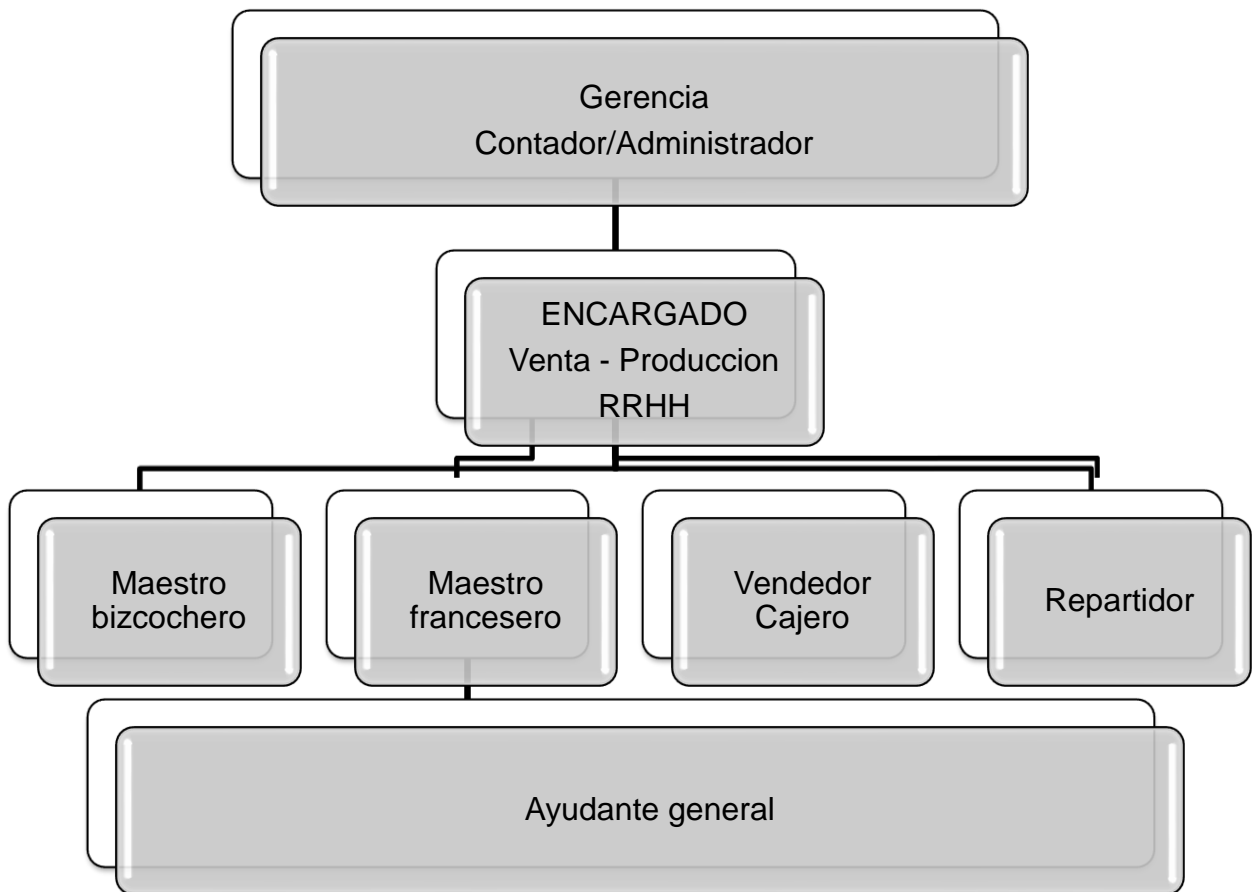 Gerencia
Contador/Administrador
ENCARGADO
Venta - Produccion
RRHH
Maestro
bizcochero
Maestro
francesero
Vendedor
Cajero
Repartidor
Ayudante general